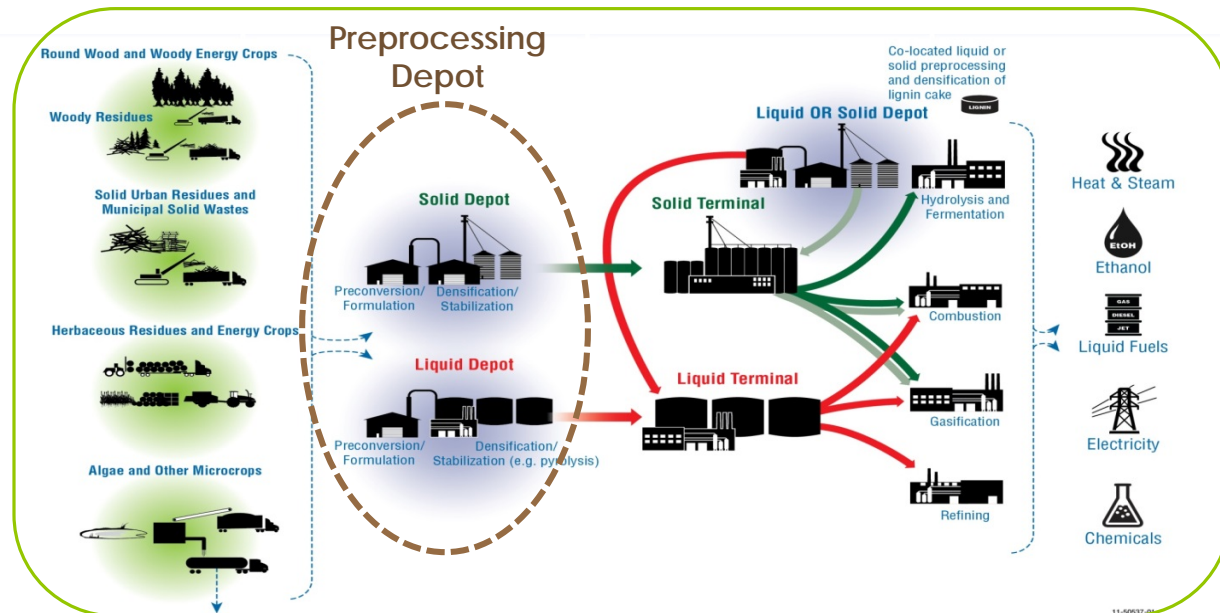 Preprocessing
Depot
Round Wood and Woody Energy Crops
Woody Residues
Solid Urban Residues and
Municipal Solid Wastes
Herbaceous Residues and Energy Crops
Algae and Other Microcrops
Solid Depot
Preconversion/
Formulation
Densification/
Stabilization
Liquid Depot
Preconversion/
Formulation
Densification/
Stabilization (e.g. pyrolysis)
Co-located liquid or
solid preprocessing
and densification of
lignin cake
LIGNIN
Liquid OR Solid Depot
Solid Terminal
Liquid Terminal
Hydrolysis and
Fermentation
Combustion
Gasification
Refining
Heat & Steam
EtOH
Ethanol
GAS
DIESEL
JET
Liquid Fuels
Electricity
Chemicals
11-50537-01